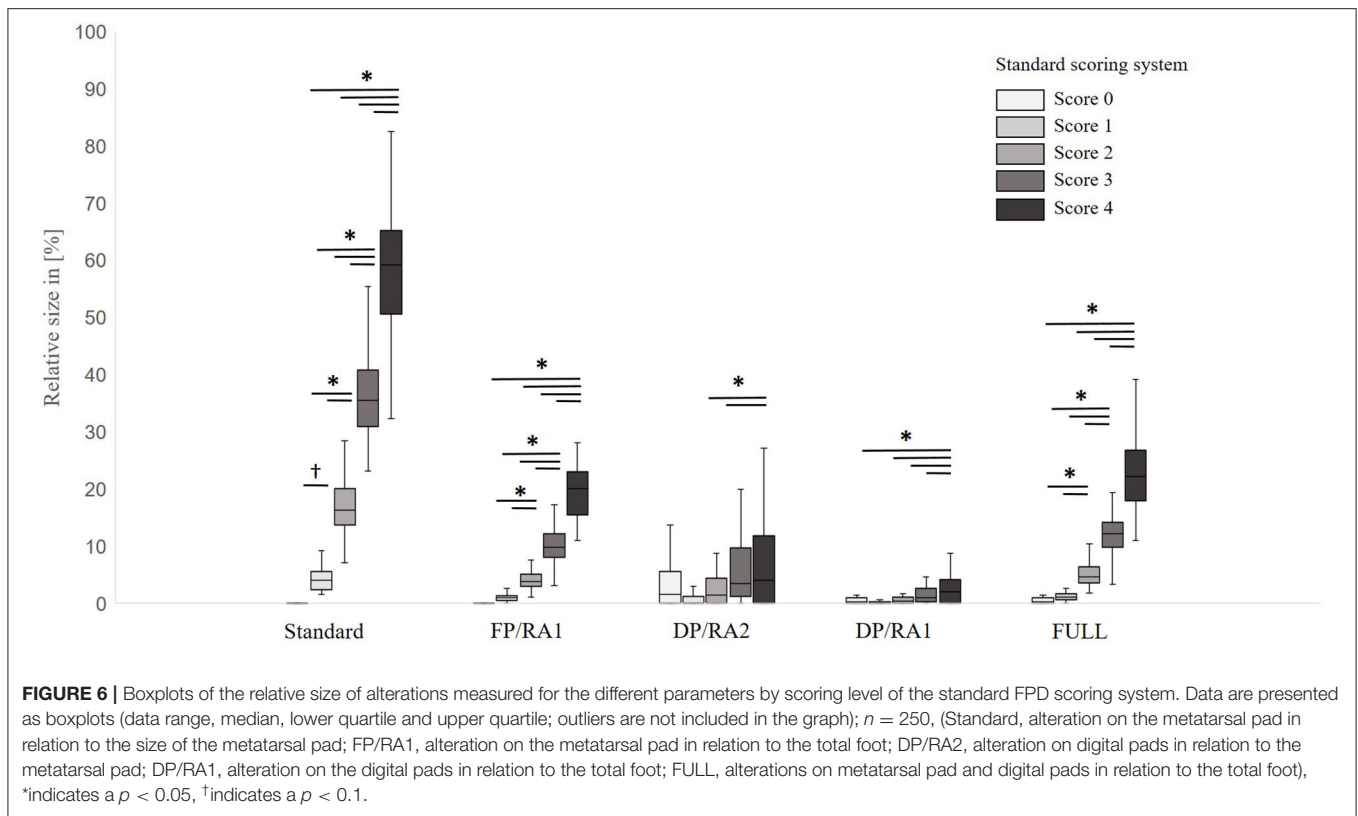 100
90
80
70
60
50
40
30
20
10
0
Relative size in [%]
Standard scoring system
Score 0
Score 1
Score 2
Score 3
Score 4
*
*
*
†
*
*
*
*
*
*
*
*
Standard
FP/RA1
DP/RA2
DP/RA1
FULL
FIGURE 6 | Boxplots of the relative size of alterations measured for the different parameters by scoring level of the standard FPD scoring system. Data are presented
as boxplots (data range, median, lower quartile and upper quartile; outliers are not included in the graph); n = 250, (Standard, alteration on the metatarsal pad in
relation to the size of the metatarsal pad; FP/RA1, alteration on the metatarsal pad in relation to the total foot; DP/RA2, alteration on digital pads in relation to the
metatarsal pad; DP/RA1, alteration on the digital pads in relation to the total foot; FULL, alterations on metatarsal pad and digital pads in relation to the total foot),
*indicates a p < 0.05, †indicates a p < 0.1.